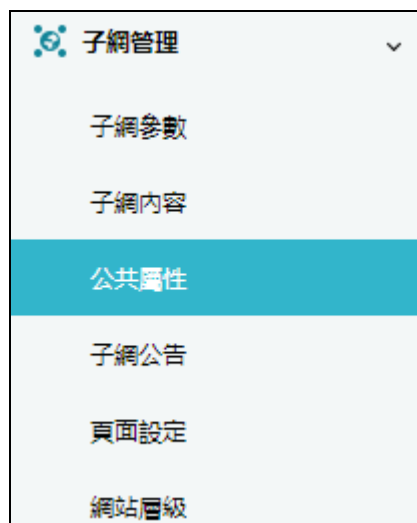 子網管理
子網參數
子網內容
公共屬性
子網公告
頁面設定
網站層級